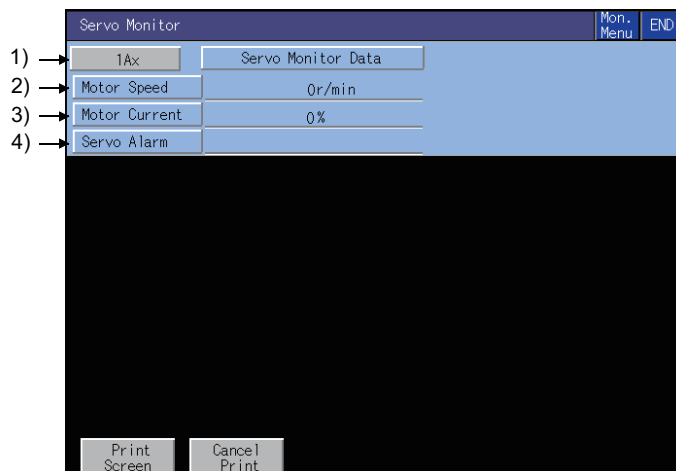 Servo Monitor
Mon. Menu
END
1) 1Ax Servo Monitor Data
2) Motor Speed 0r/min
3) Motor Current 0%
4) Servo Alarm
Print Screen
Cancel Print